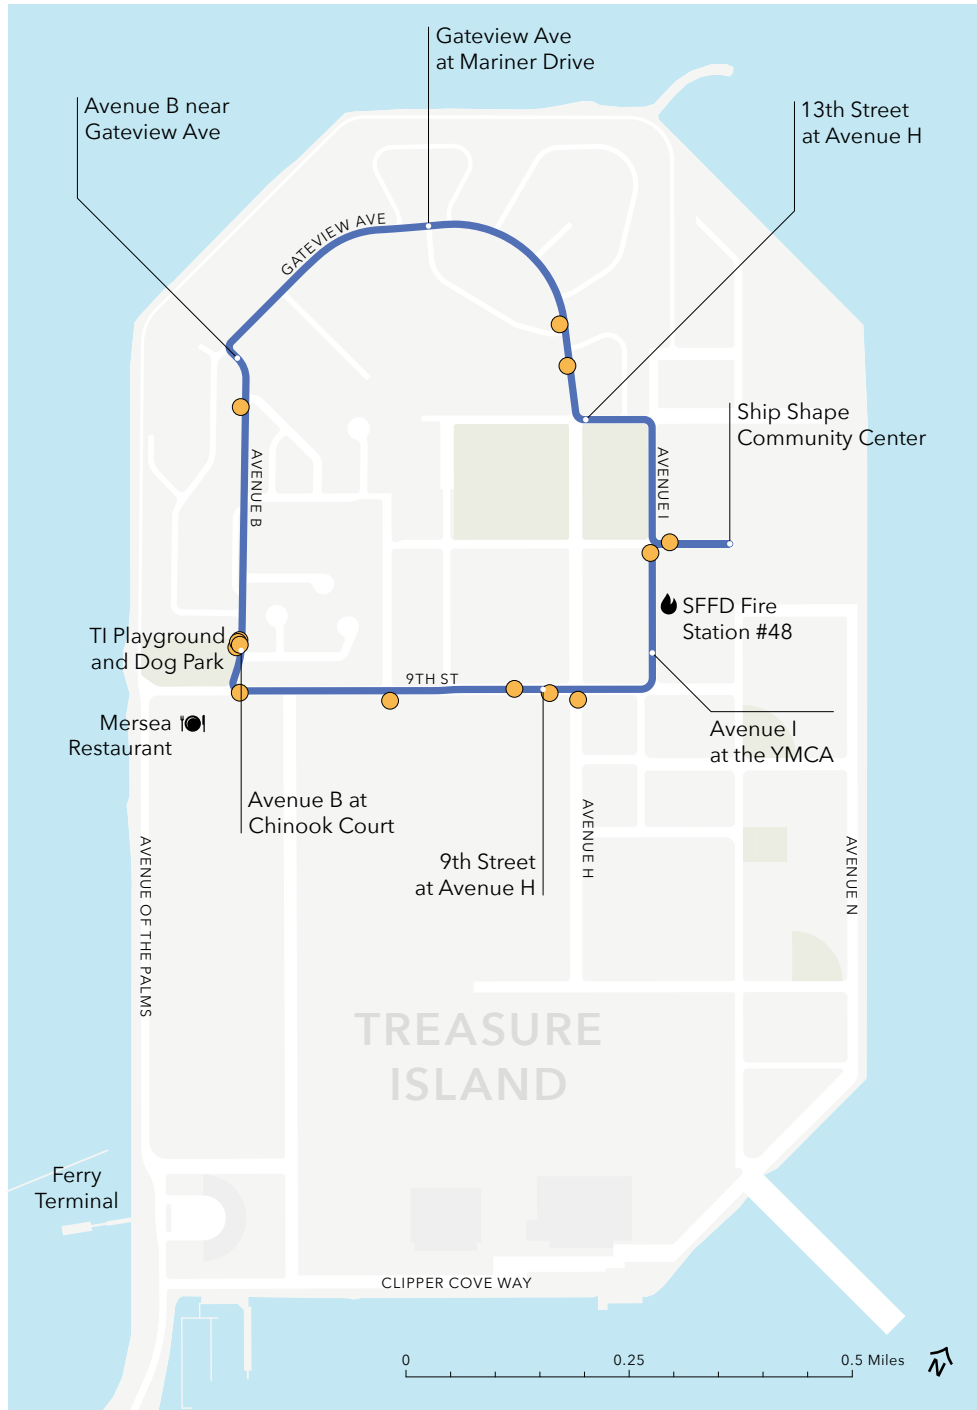 Gateview Ave
at Mariner Drive
Avenue B near
Gateview Ave
13th Street
at Avenue H
GATEVIEW AVE
Ship Shape
Community Center
AVENUE B
AVENUE I
SFFD Fire
Station #48
TI Playground
and Dog Park
9TH ST
Mersea
Restaurant
Avenue I
at the YMCA
Avenue B at
Chinook Court
9th Street
at Avenue H
AVENUE H
AVENUE OF THE PALMS
AVENUE N
TREASURE
ISLAND
Ferry
Terminal
CLIPPER COVE WAY
0 0.25 0.5 Miles
N